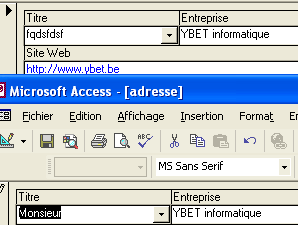 Titre Entreprise
fqdsfdsf YBET informatique
Site Web
http://www.ybet.be
Microsoft Access - [adresse]
Fichier Edition Affichage Insertion Format
MS Sans Serif
Titre Entreprise
Monsieur YBET informatique